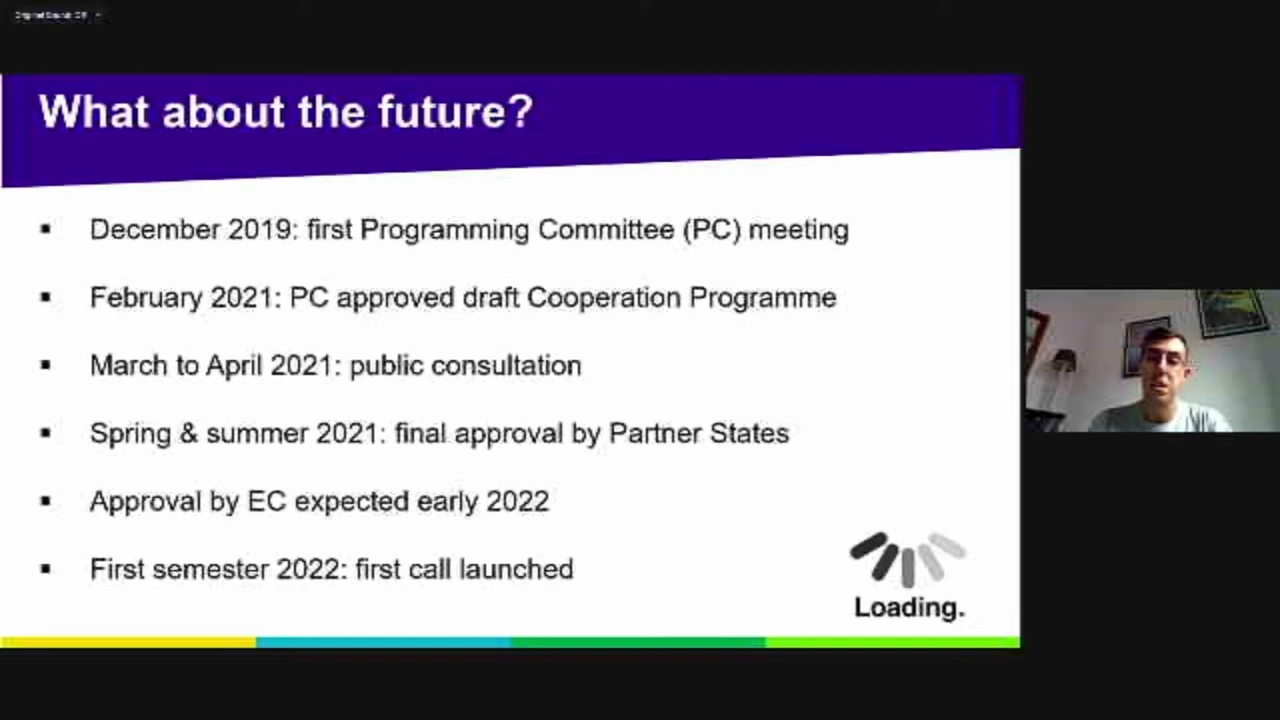 What about the future?
December 2019: first Programming Committee (PC) meeting
February 2021: PC approved draft Cooperation Programme
March to April 2021: public consultation
Spring & summer 2021: final approval by Partner States
Approval by EC expected early 2022
First semester 2022: first call launched
Loading.